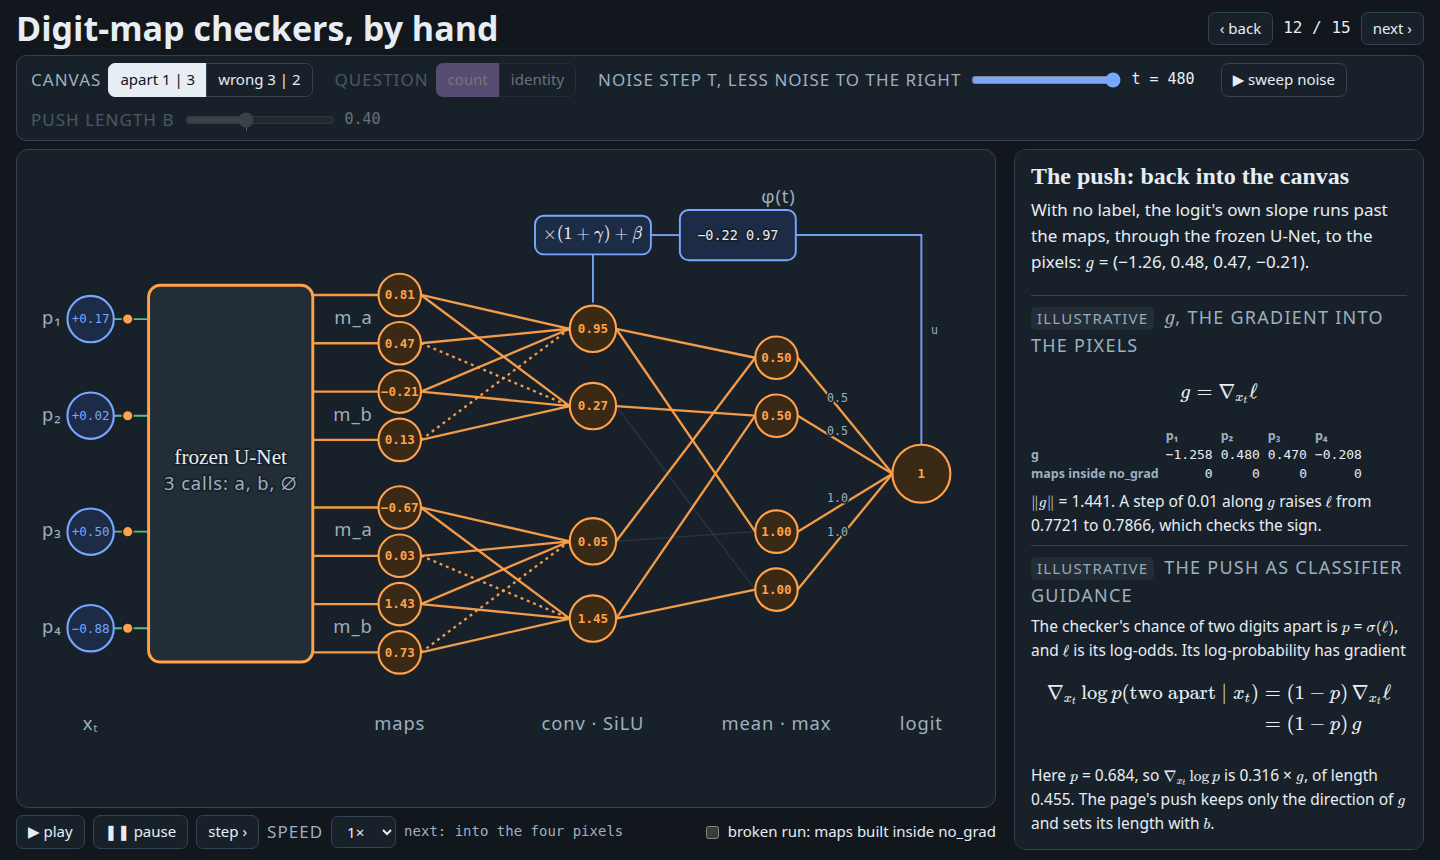 Digit-map checkers, by hand
‹ back 12 / 15 next ›
CANVAS apart 1 | 3 wrong 3 | 2 QUESTION count identity NOISE STEP T, LESS NOISE TO THE RIGHT t = 480 ▶ sweep noise
PUSH LENGTH B 0.40
φ(t)
×(1 + γ) + β −0.22 0.97
p₁ +0.17
p₂ +0.02
p₃ +0.50
p₄ −0.88
frozen U-Net
3 calls: a, b, ∅
0.81
m_a
0.47
−0.21
m_b
0.13
−0.67
m_a
0.03
1.43
m_b
0.73
0.95
0.27
0.05
1.45
0.50
0.50
1.00
1.00
0.5
0.5
1.0
1.0
u
1
xₜ maps conv · SiLU mean · max logit
▶ play ❚❚ pause step › SPEED 1× next: into the four pixels broken run: maps built inside no_grad
The push: back into the canvas
With no label, the logit's own slope runs past
the maps, through the frozen U-Net, to the
pixels: g = (−1.26, 0.48, 0.47, −0.21).
ILLUSTRATIVE g, THE GRADIENT INTO
THE PIXELS
g = ∇_{x_t} ℓ
p₁ p₂ p₃ p₄
g −1.258 0.480 0.470 −0.208
maps inside no_grad 0 0 0 0
‖g‖ = 1.441. A step of 0.01 along g raises ℓ from
0.7721 to 0.7866, which checks the sign.
ILLUSTRATIVE THE PUSH AS CLASSIFIER
GUIDANCE
The checker's chance of two digits apart is p = σ(ℓ),
and ℓ is its log-odds. Its log-probability has gradient
∇_{x_t} log p(two apart | x_t) = (1 − p) ∇_{x_t} ℓ
= (1 − p) g
Here p = 0.684, so ∇_{x_t} log p is 0.316 × g, of length
0.455. The page's push keeps only the direction of g
and sets its length with b.